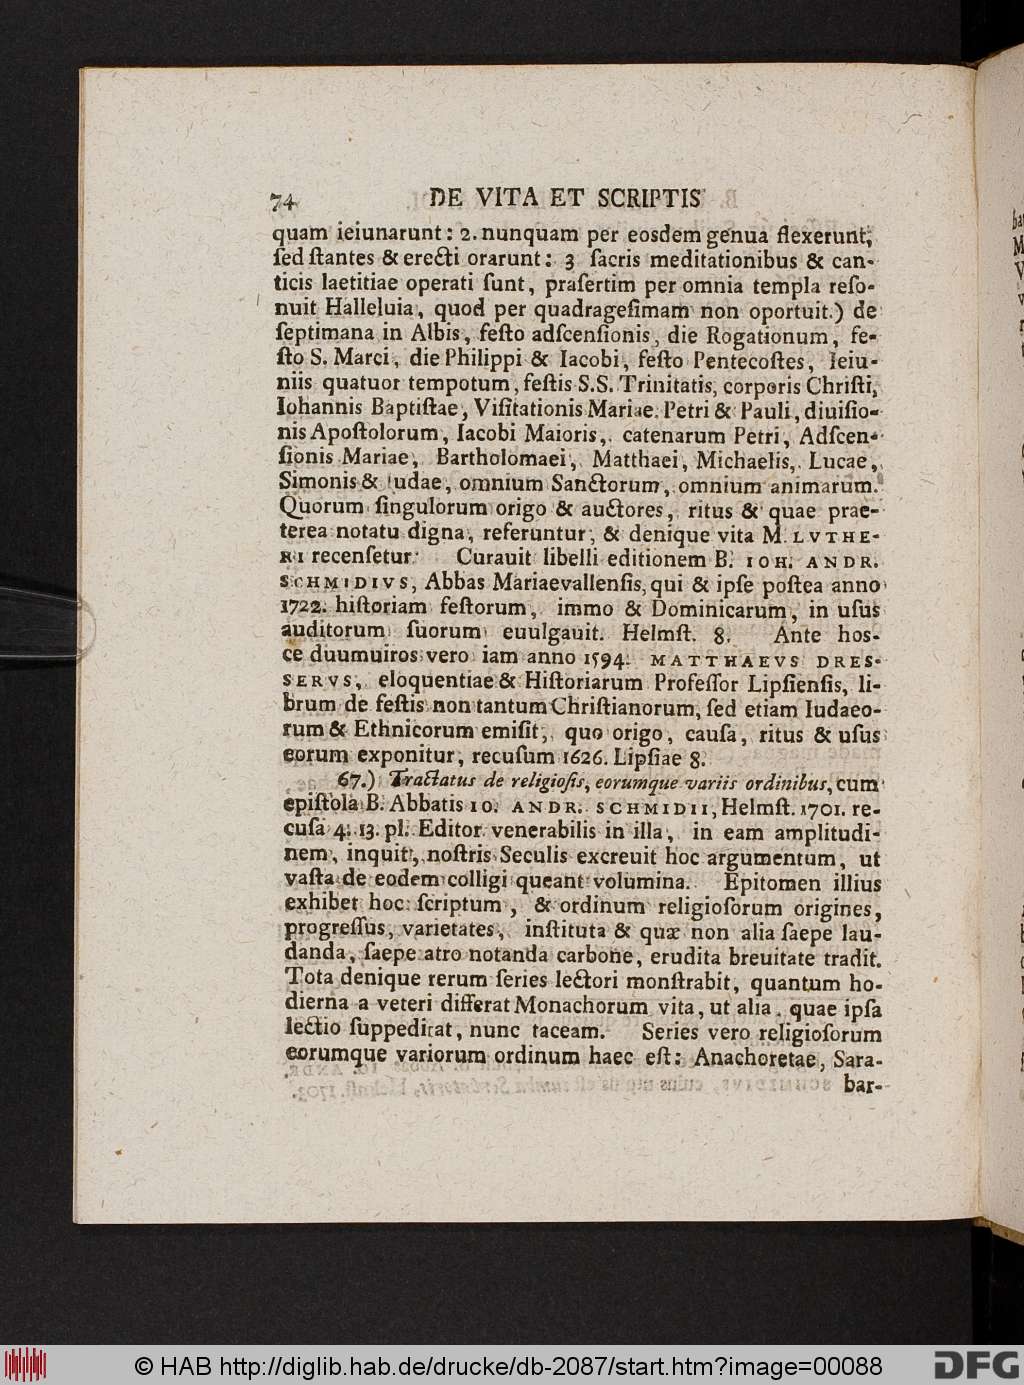 74 DE VITA ET SCRIPTIS
quam ieiunarunt: 2. nunquam per eosdem genua flexerunt,
ſed ſtantes & erecti orarunt: 3 ſacris meditationibus & can-
ticis laetitiae operati ſunt, praſertim per omnia templa reſo-
nuit Halleluia, quod per quadrageſimam non oportuit.) de
ſeptimana in Albis, feſto adſcenſionis, die Rogationum, fe-
ſto S. Marci, die Philippi & Iacobi, feſto Pentecoſtes, Ieiu-
niis quatuor tempotum, feſtis S.S. Trinitatis, corporis Chriſti,
Iohannis Baptiſtae, Viſitationis Mariae. Petri & Pauli, diuiſio-
nis Apoſtolorum, Iacobi Maioris, catenarum Petri, Adſcen-
ſionis Mariae, Bartholomaei, Matthaei, Michaelis, Lucae,
Simonis & udae, omnium Sanctorum, omnium animarum.
Quorum ſingulorum origo & auctores, ritus & quae prae-
terea notatu digna, referuntur, & denique vita M. LVTHE-
RI recenſetur. Curauit libelli editionem B. IOH. ANDR.
SCHMIDIVS, Abbas Mariaevallenſis, qui & ipſe poſtea anno
1722. hiſtoriam feſtorum, immo & Dominicarum, in uſus
auditorum ſuorum euulgauit. Helmſt. 8. Ante hos-
ce duumuiros vero iam anno 1594. MATTHAEVS DRES-
SERVS, eloquentiae & Hiſtoriarum Profeſſor Lipſienſis, li-
brum de feſtis non tantum Chriſtianorum, ſed etiam Iudaeo-
rum & Ethnicorum emiſit, quo origo, cauſa, ritus & uſus
eorum exponitur, recuſum 1626. Lipſiae 8.
67.) Tractatus de religioſis, eorumque variis ordinibus, cum
epiſtola B. Abbatis IO. ANDR. SCHMIDII, Helmſt. 1701. re-
cuſa 4. 13. pl. Editor venerabilis in illa, in eam amplitudi-
nem, inquit, noſtris Seculis excreuit hoc argumentum, ut
vaſta de eodem colligi queant volumina. Epitomen illius
exhibet hoc ſcriptum, & ordinum religioſorum origines,
progreſſus, varietates, inſtituta & quæ non alia ſaepe lau-
danda, ſaepe atro notanda carbone, erudita breuitate tradit.
Tota denique rerum ſeries lectori monſtrabit, quantum ho-
dierna a veteri differat Monachorum vita, ut alia, quae ipſa
lectio ſuppeditat, nunc taceam. Series vero religioſorum
eorumque variorum ordinum haec eſt: Anachoretae, Sara-
bar-
© HAB http://diglib.hab.de/drucke/db-2087/start.htm?image=00088
DFG